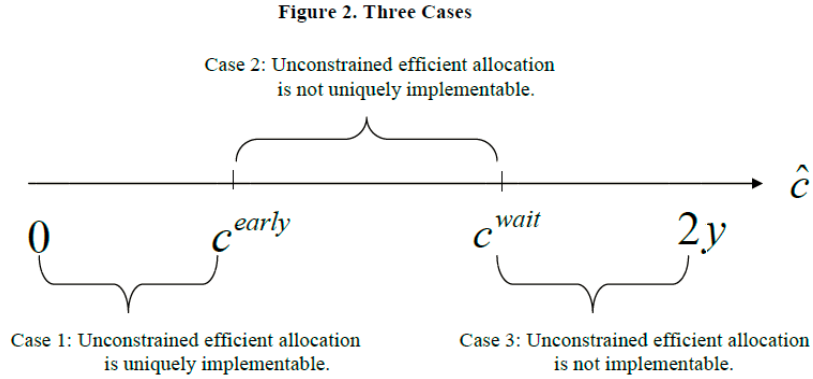 Figure 2. Three Cases
Case 2: Unconstrained efficient allocation
is not uniquely implementable.
ĉ
0 c^early c^wait 2y
Case 1: Unconstrained efficient allocation
is uniquely implementable.
Case 3: Unconstrained efficient allocation
is not implementable.